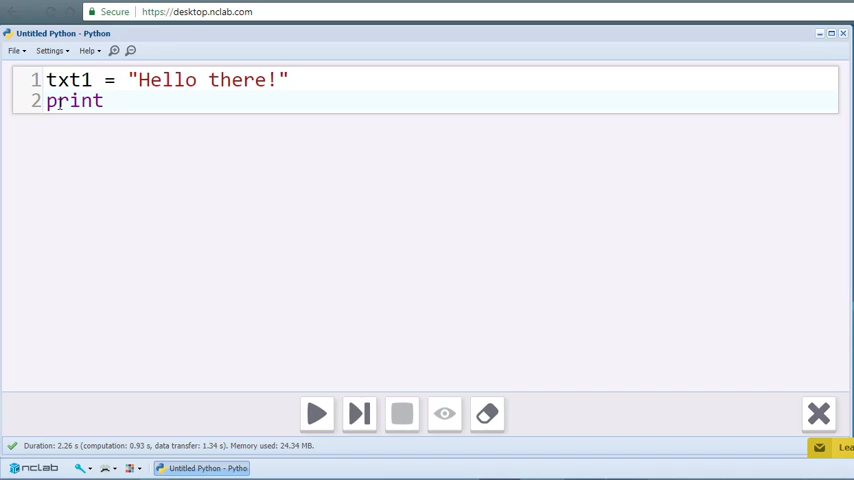 Secure https://desktop.nclab.com
Untitled Python - Python
File Settings Help
1 txt1 = "Hello there!"
2 print
Duration: 2.26 s (computation: 0.93 s, data transfer: 1.34 s). Memory used: 24.34 MB.
Lea
nclab Untitled Python - Pytho